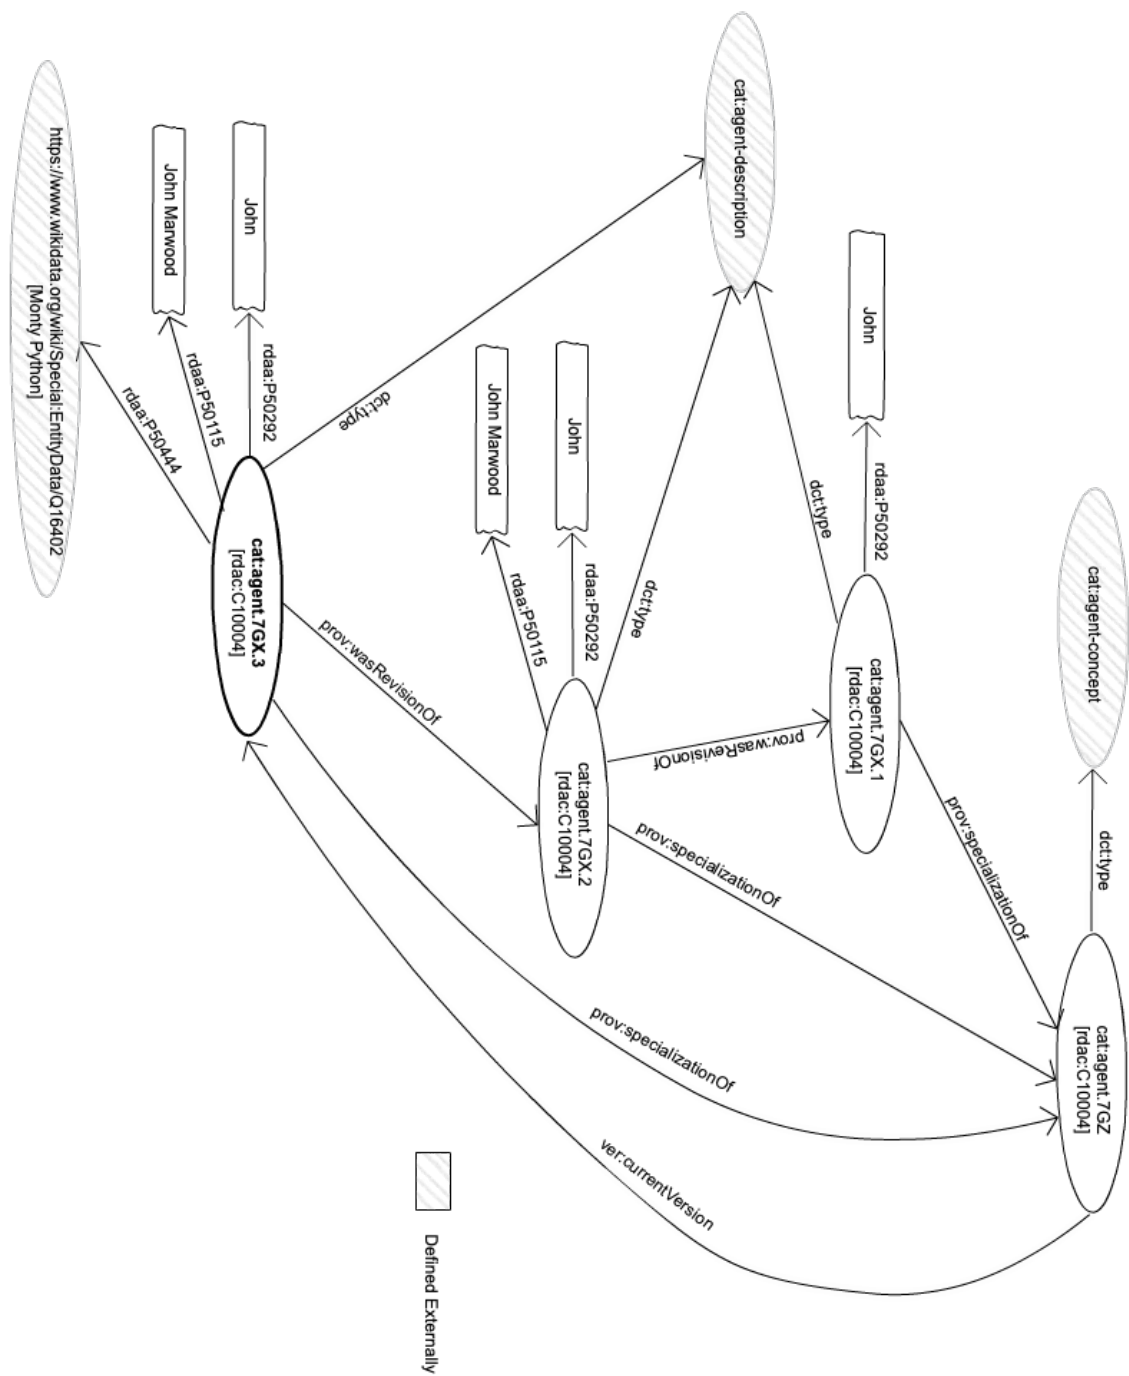 cat:agent-concept
dct:type
cat:agent.7GZ
[rdac:C10004]
John
rdaa:P50292
cat:agent.7GX.1
[rdac:C10004]
prov:specializationOf
cat:agent-description
dct:type
dct:type
dct:type
prov:wasRevisionOf
John
rdaa:P50292
John Marwood
rdaa:P50115
cat:agent.7GX.2
[rdac:C10004]
prov:specializationOf
prov:wasRevisionOf
prov:specializationOf
ver:currentVersion
John
rdaa:P50292
John Marwood
rdaa:P50115
rdaa:P50444
cat:agent.7GX.3
[rdac:C10004]
https://www.wikidata.org/wiki/Special:EntityData/Q16402
[Monty Python]
Defined Externally